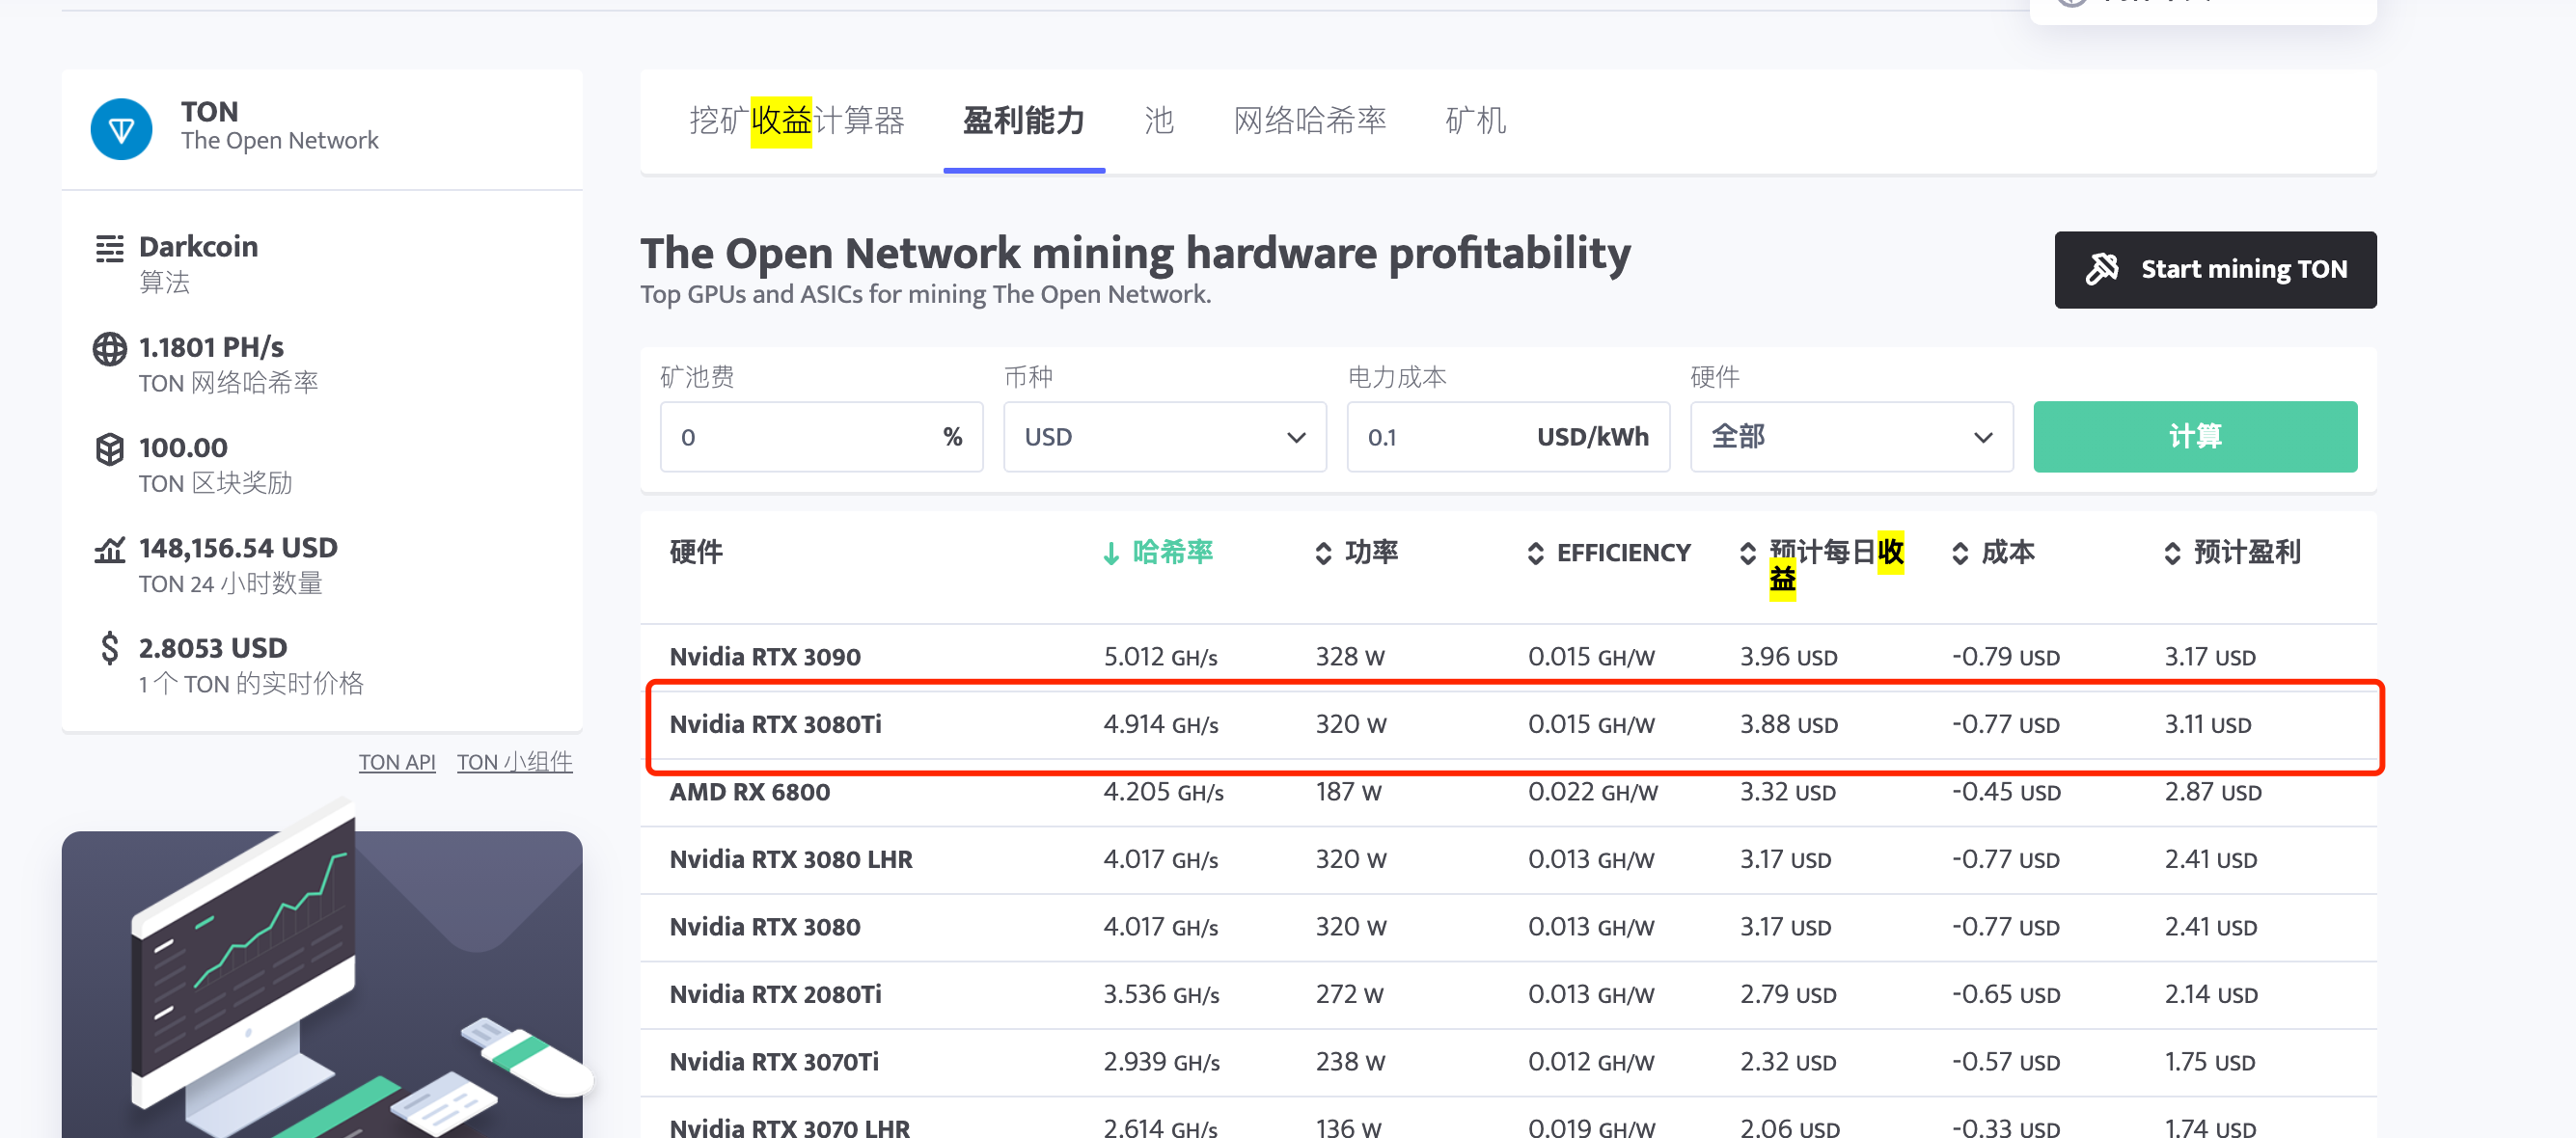 TON
The Open Network
挖矿收益计算器 盈利能力 池 网络哈希率 矿机
Darkcoin
算法
1.1801 PH/s
TON 网络哈希率
100.00
TON 区块奖励
148,156.54 USD
TON 24 小时数量
2.8053 USD
1 个 TON 的实时价格
TON API TON 小组件
The Open Network mining hardware profitability
Top GPUs and ASICs for mining The Open Network.
Start mining TON
矿池费 币种 电力成本 硬件
0 % USD 0.1 USD/kWh 全部 计算
硬件 哈希率 功率 EFFICIENCY 预计每日收益 成本 预计盈利
Nvidia RTX 3090 5.012 GH/s 328 W 0.015 GH/W 3.96 USD -0.79 USD 3.17 USD
Nvidia RTX 3080Ti 4.914 GH/s 320 W 0.015 GH/W 3.88 USD -0.77 USD 3.11 USD
AMD RX 6800 4.205 GH/s 187 W 0.022 GH/W 3.32 USD -0.45 USD 2.87 USD
Nvidia RTX 3080 LHR 4.017 GH/s 320 W 0.013 GH/W 3.17 USD -0.77 USD 2.41 USD
Nvidia RTX 3080 4.017 GH/s 320 W 0.013 GH/W 3.17 USD -0.77 USD 2.41 USD
Nvidia RTX 2080Ti 3.536 GH/s 272 W 0.013 GH/W 2.79 USD -0.65 USD 2.14 USD
Nvidia RTX 3070Ti 2.939 GH/s 238 W 0.012 GH/W 2.32 USD -0.57 USD 1.75 USD
Nvidia RTX 3070 LHR 2.614 GH/s 136 W 0.019 GH/W 2.06 USD -0.33 USD 1.74 USD